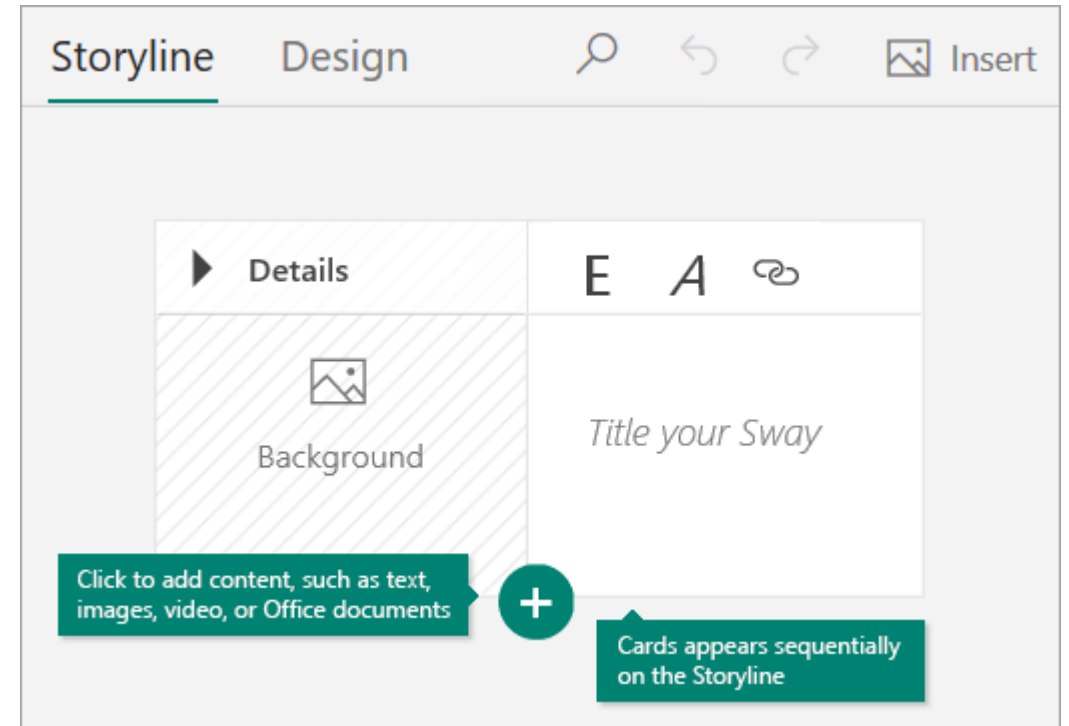 Storyline Design Insert
Details E A
Background
Title your Sway
Click to add content, such as text,
images, video, or Office documents
Cards appears sequentially
on the Storyline